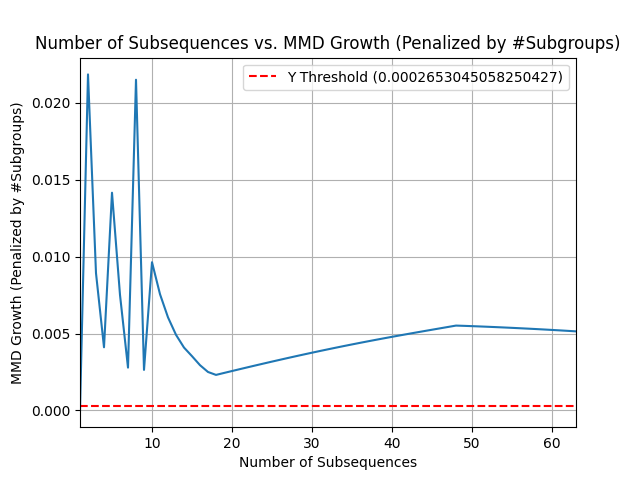 Number of Subsequences vs. MMD Growth (Penalized by #Subgroups)
Y Threshold (0.0002653045058250427)
MMD Growth (Penalized by #Subgroups)
0.020
0.015
0.010
0.005
0.000
10 20 30 40 50 60
Number of Subsequences